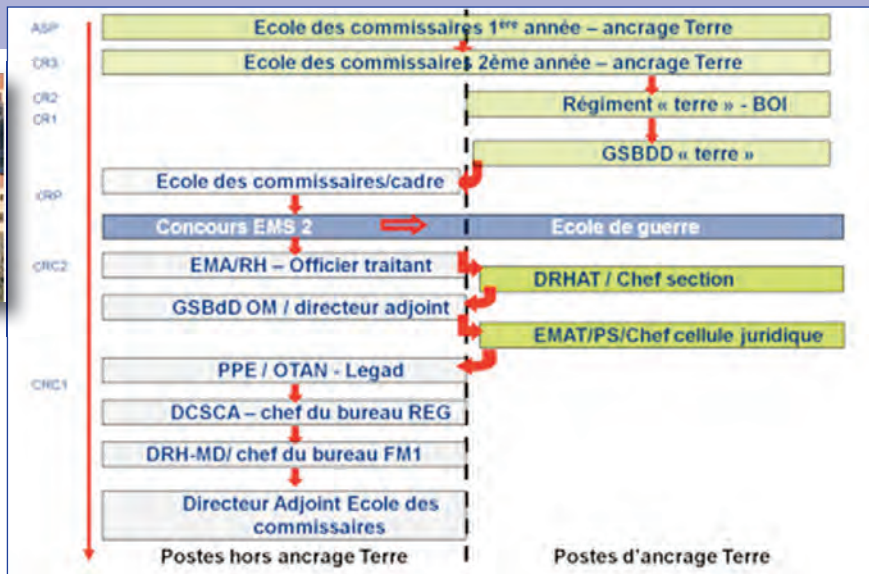 ASP
Ecole des commissaires 1ère année – ancrage Terre
CR3
Ecole des commissaires 2ème année – ancrage Terre
CR2
Régiment « terre » - BOI
CR1
GSBDD « terre »
Ecole des commissaires/cadre
CRP
Concours EMS 2
Ecole de guerre
CRC2
EMA/RH – Officier traitant
DRHAT / Chef section
GSBdD OM / directeur adjoint
EMAT/PS/Chef cellule juridique
PPE / OTAN - Legad
CRC1
DCSCA – chef du bureau REG
DRH-MD/ chef du bureau FM1
Directeur Adjoint Ecole des
commissaires
Postes hors ancrage Terre
Postes d'ancrage Terre